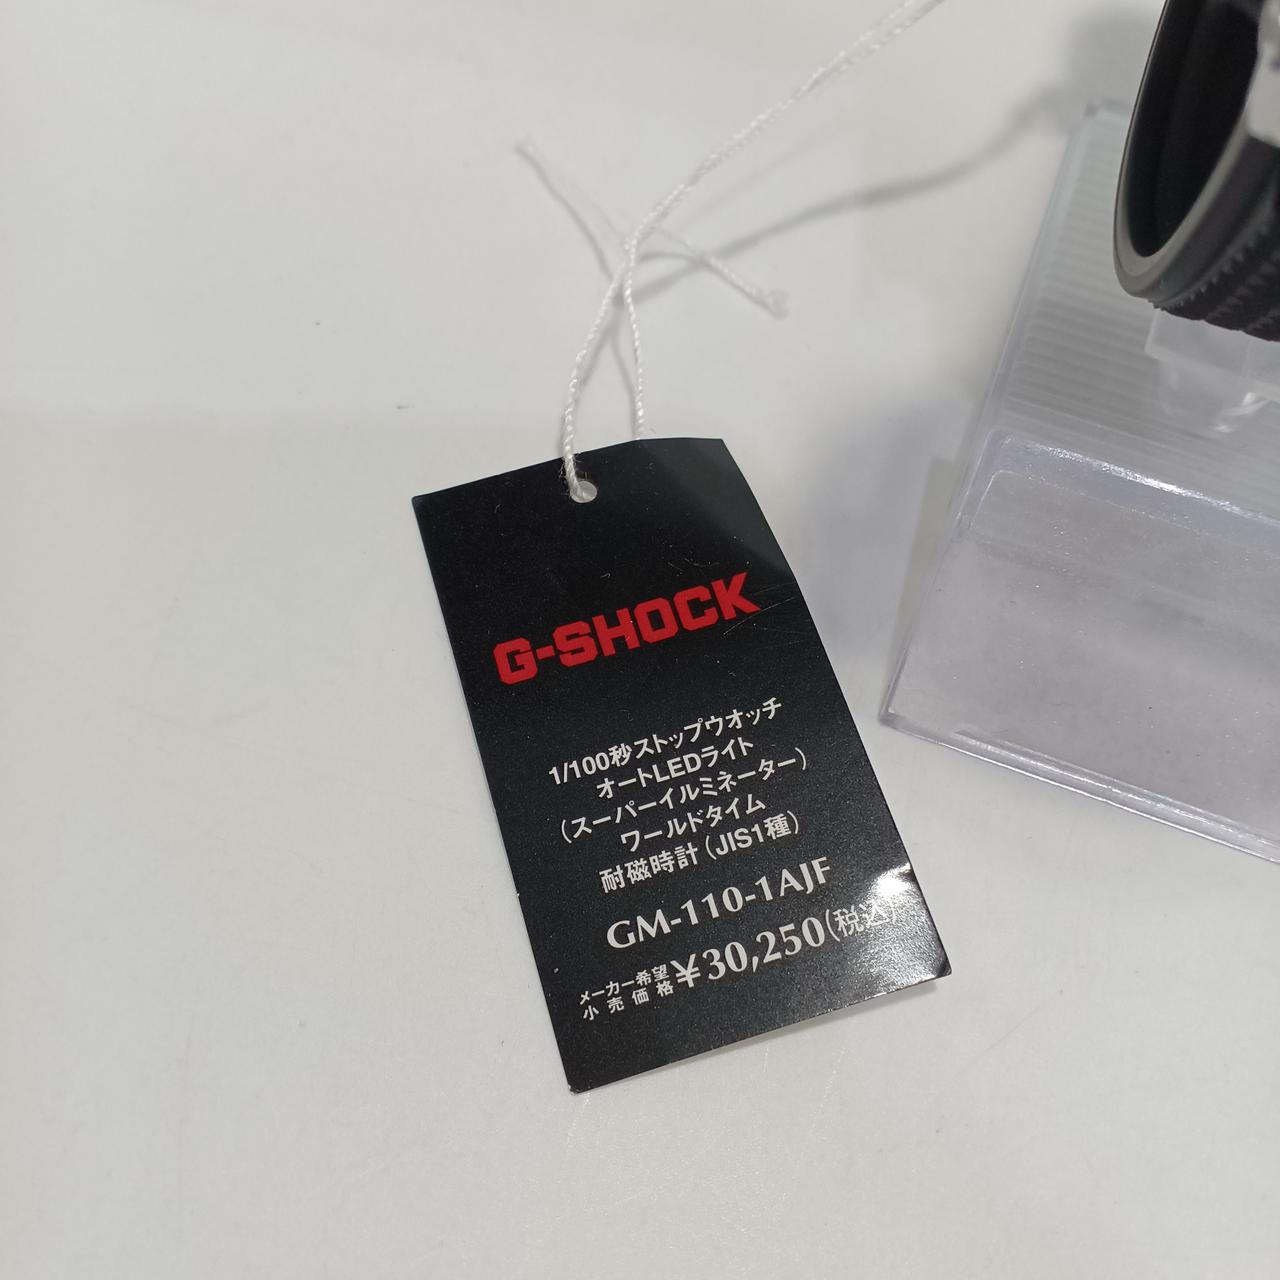 G-SHOCK
1/100秒ストップウオッチ
オートLEDライト
(スーパーイルミネーター)
ワールドタイム
耐磁時計(JIS1種)
GM-110-1AJF
メーカー希望
小売価格 ¥30,250(税込)